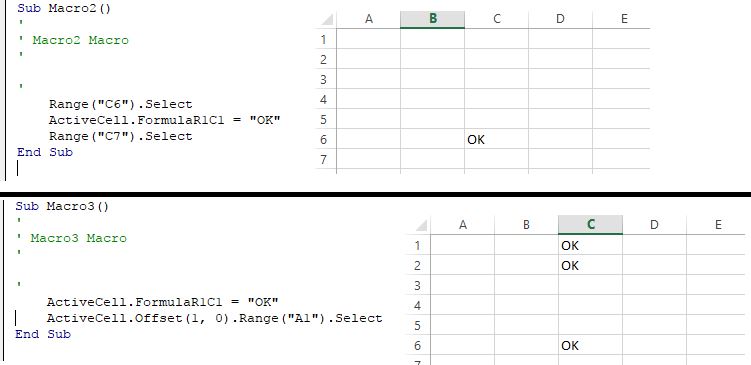 Sub Macro2()
'
' Macro2 Macro
'

'
    Range("C6").Select
    ActiveCell.FormulaR1C1 = "OK"
    Range("C7").Select
End Sub
A B C D E
1
2
3
4
5
6 OK
7
Sub Macro3()
'
' Macro3 Macro
'

'
    ActiveCell.FormulaR1C1 = "OK"
    ActiveCell.Offset(1, 0).Range("A1").Select
End Sub
A B C D E
1 OK
2 OK
3
4
5
6 OK
7